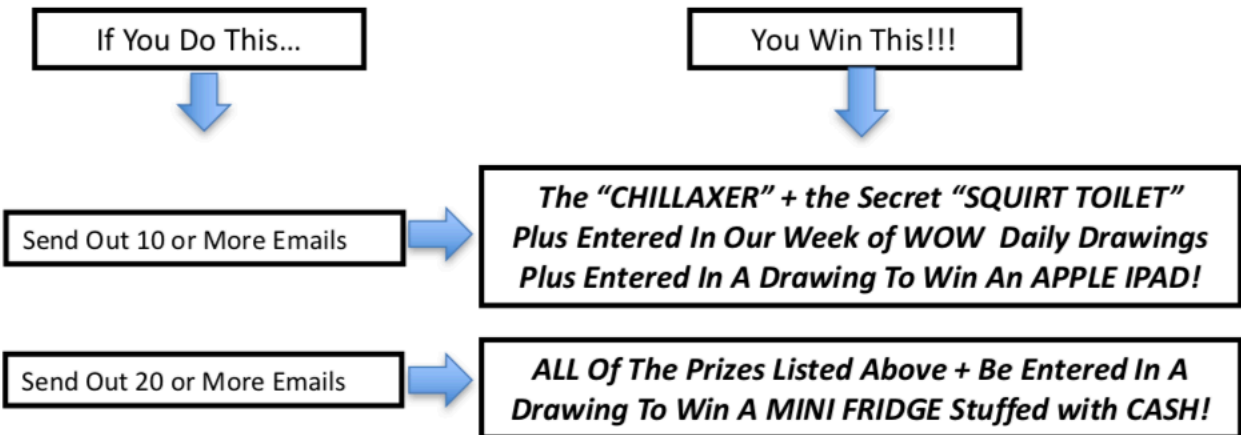 If You Do This...
You Win This!!!
Send Out 10 or More Emails
The “CHILLAXER” + the Secret “SQUIRT TOILET”
Plus Entered In Our Week of WOW  Daily Drawings
Plus Entered In A Drawing To Win An APPLE IPAD!
Send Out 20 or More Emails
ALL Of The Prizes Listed Above + Be Entered In A
Drawing To Win A MINI FRIDGE Stuffed with CASH!